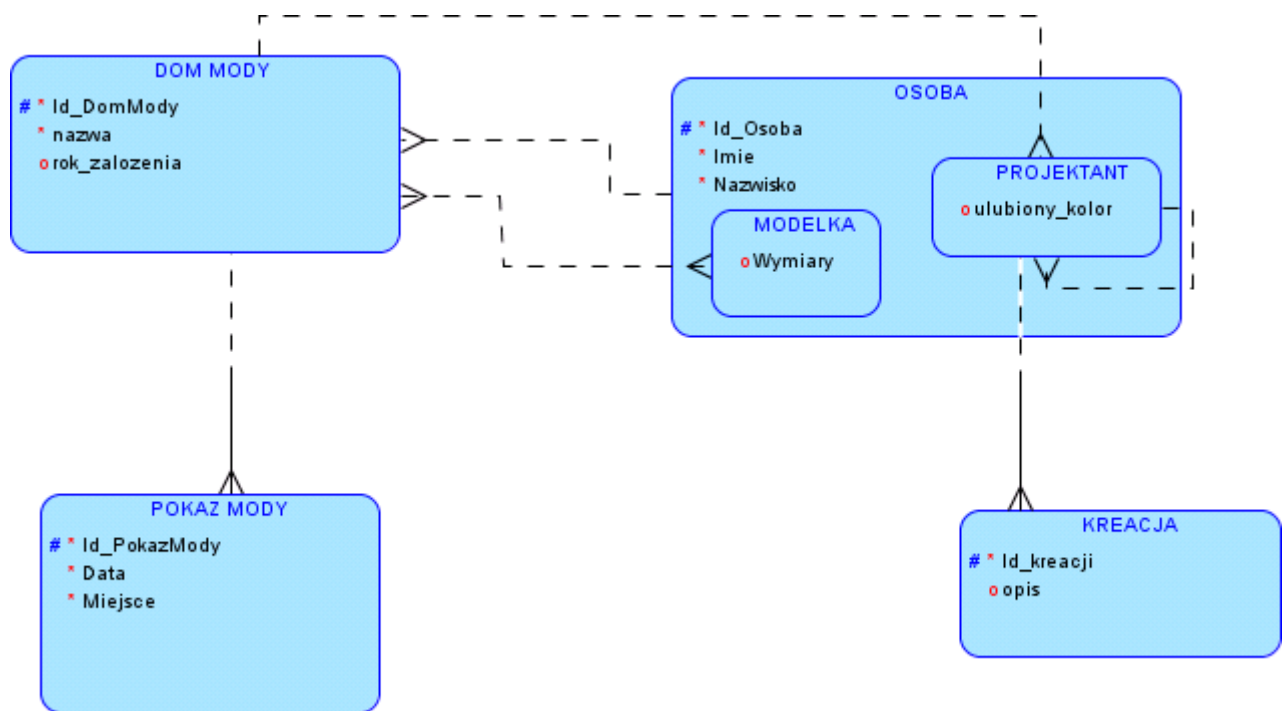 DOM MODY
# * Id_DomMody
* nazwa
o rok_zalozenia
OSOBA
# * Id_Osoba
* Imie
* Nazwisko
PROJEKTANT
o ulubiony_kolor
MODELKA
o Wymiary
POKAZ MODY
# * Id_PokazMody
* Data
* Miejsce
KREACJA
# * Id_kreacji
o opis